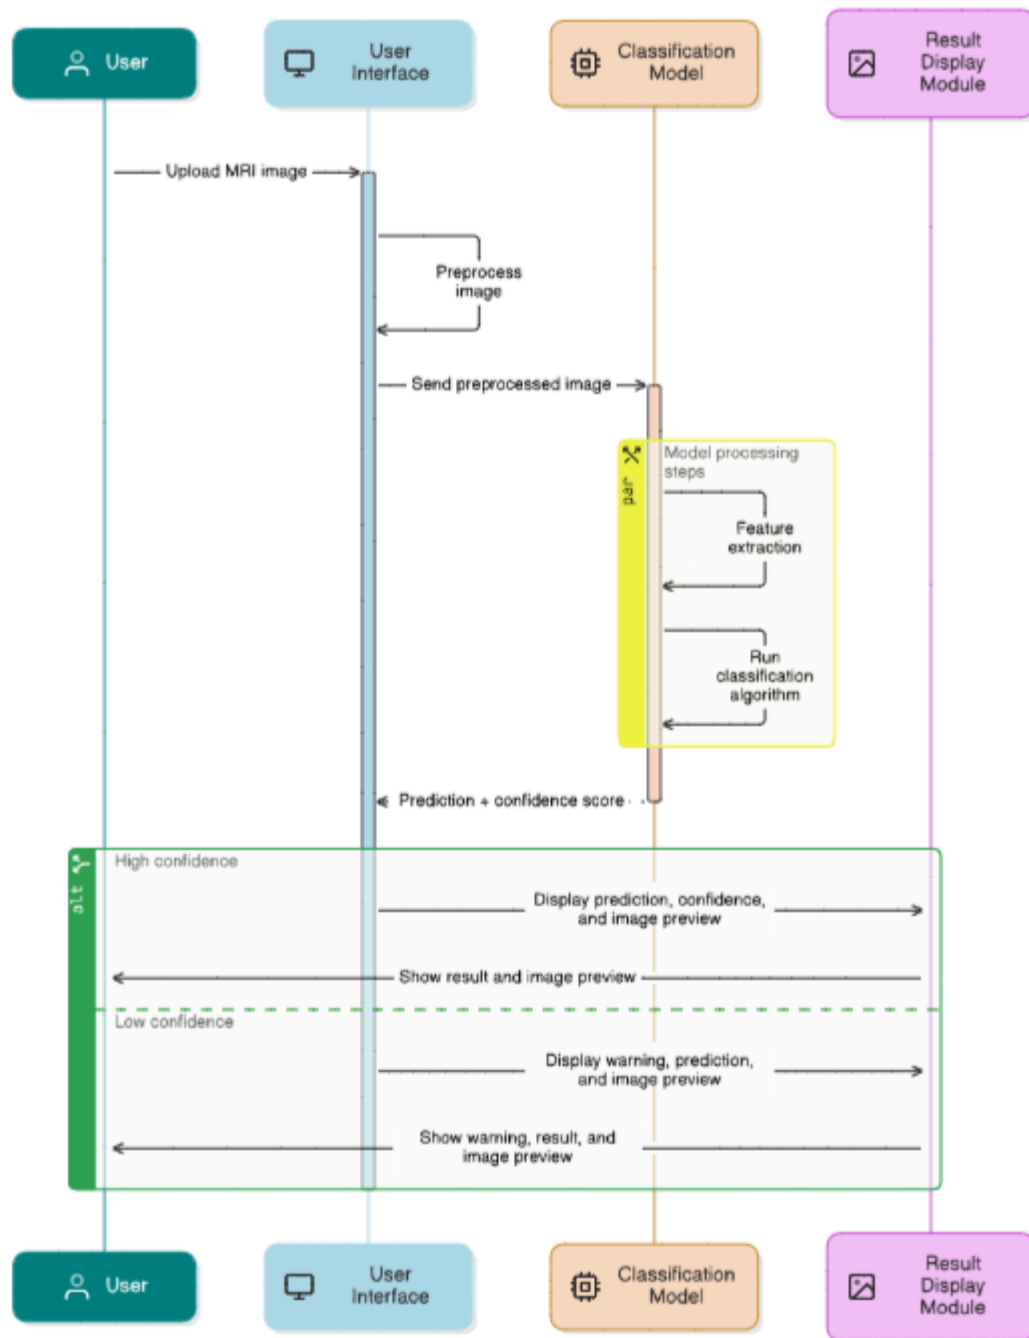 User
User
Interface
Classification
Model
Result
Display
Module
Upload MRI image
Preprocess
image
Send preprocessed image
par
Model processing
steps
Feature
extraction
Run
classification
algorithm
Prediction + confidence score
alt
High confidence
Display prediction, confidence,
and image preview
Show result and image preview
Low confidence
Display warning, prediction,
and image preview
Show warning, result, and
image preview
User
User
Interface
Classification
Model
Result
Display
Module